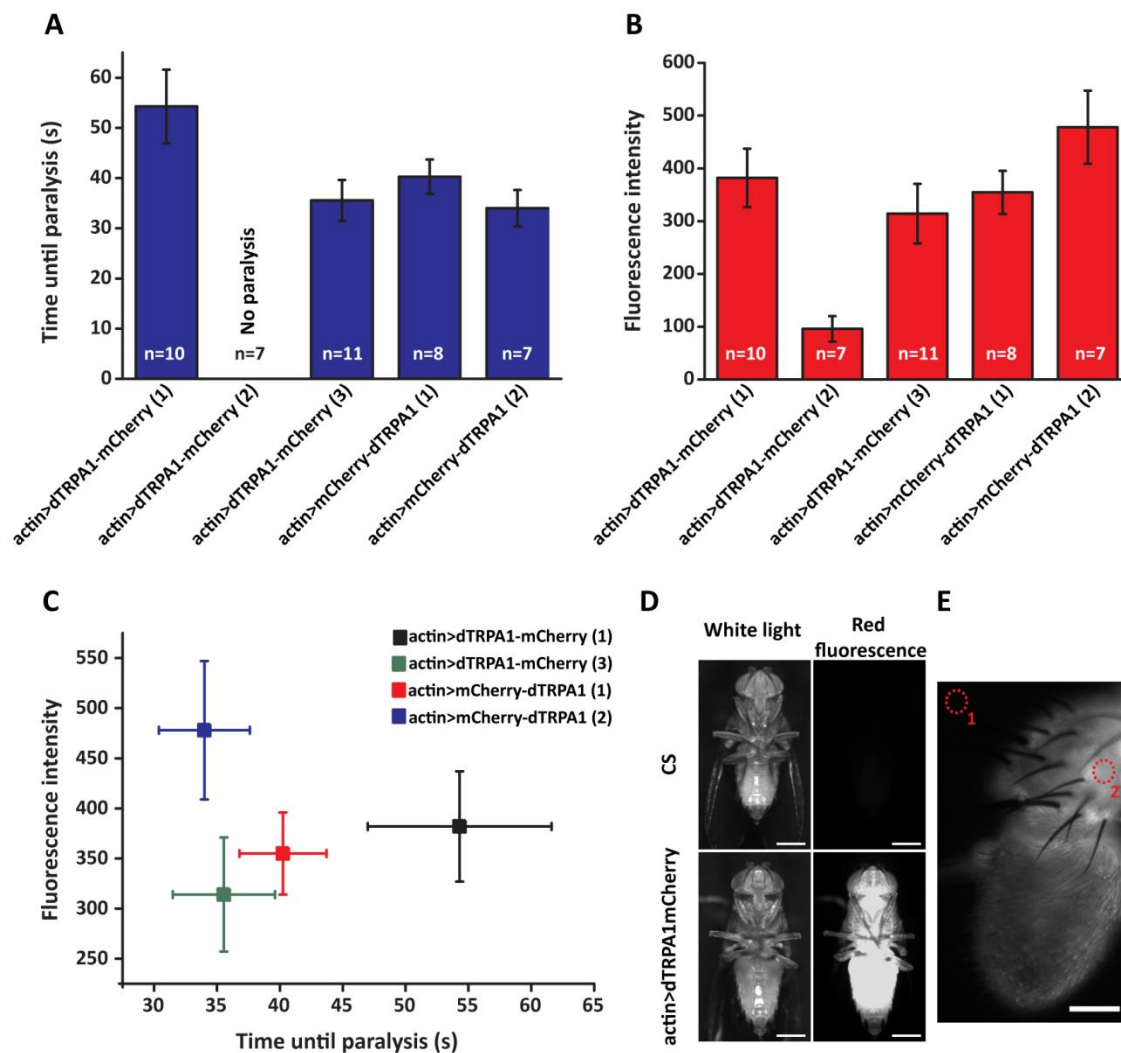 A
Time until paralysis (s)
60
50
40
30
20
10
0
No paralysis
n=10
n=7
n=11
n=8
n=7
actin>dTRPA1-mCherry (1)
actin>dTRPA1-mCherry (2)
actin>dTRPA1-mCherry (3)
actin>mCherry-dTRPA1 (1)
actin>mCherry-dTRPA1 (2)
B
Fluorescence intensity
600
500
400
300
200
100
0
n=10
n=7
n=11
n=8
n=7
actin>dTRPA1-mCherry (1)
actin>dTRPA1-mCherry (2)
actin>dTRPA1-mCherry (3)
actin>mCherry-dTRPA1 (1)
actin>mCherry-dTRPA1 (2)
C
Fluorescence intensity
550
500
450
400
350
300
250
actin>dTRPA1-mCherry (1)
actin>dTRPA1-mCherry (3)
actin>mCherry-dTRPA1 (1)
actin>mCherry-dTRPA1 (2)
30 35 40 45 50 55 60 65
Time until paralysis (s)
D
White light
Red
fluorescence
CS
actin>dTRPA1mCherry
E
1
2